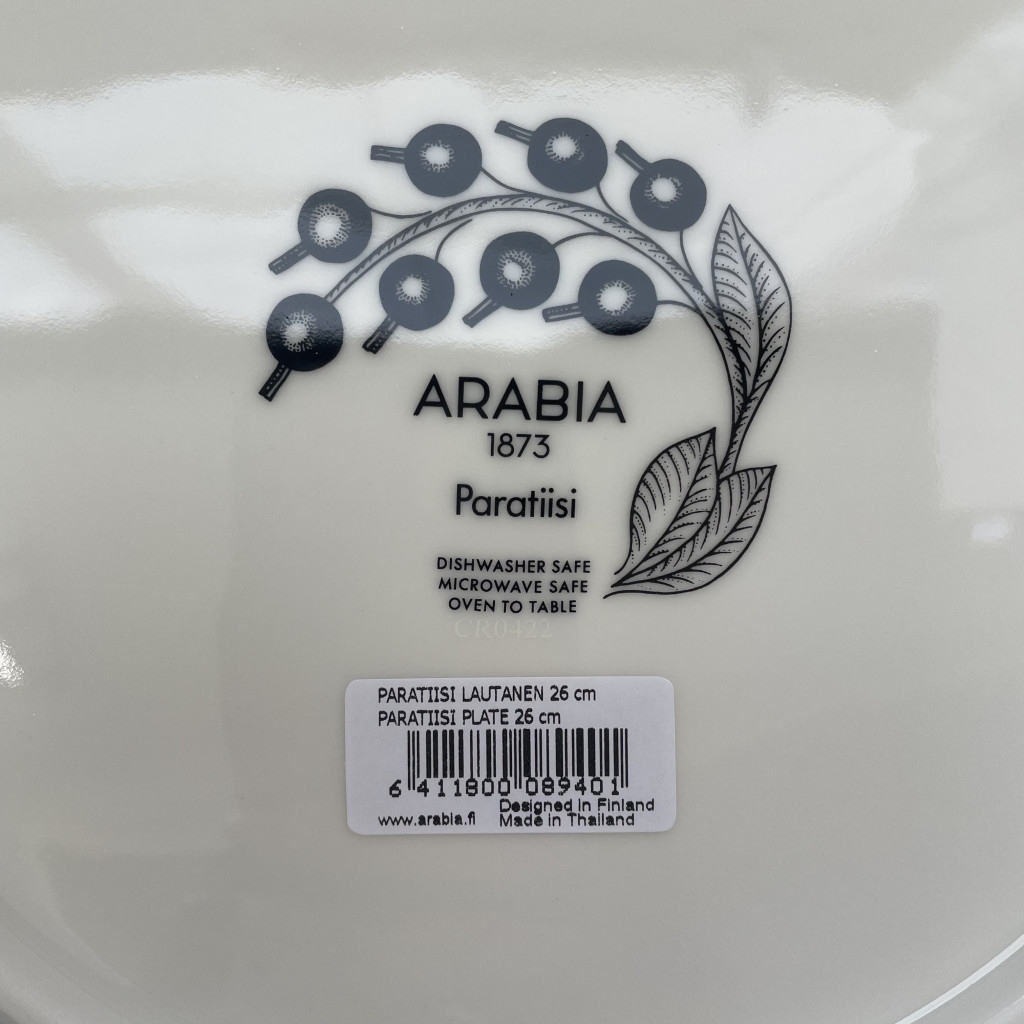 ARABIA
1873
Paratiisi
DISHWASHER SAFE
MICROWAVE SAFE
OVEN TO TABLE
CR0422
PARATIISI LAUTANEN 26 cm
PARATIISI PLATE 26 cm
6 411800 089401
Designed in Finland
www.arabia.fi Made in Thailand